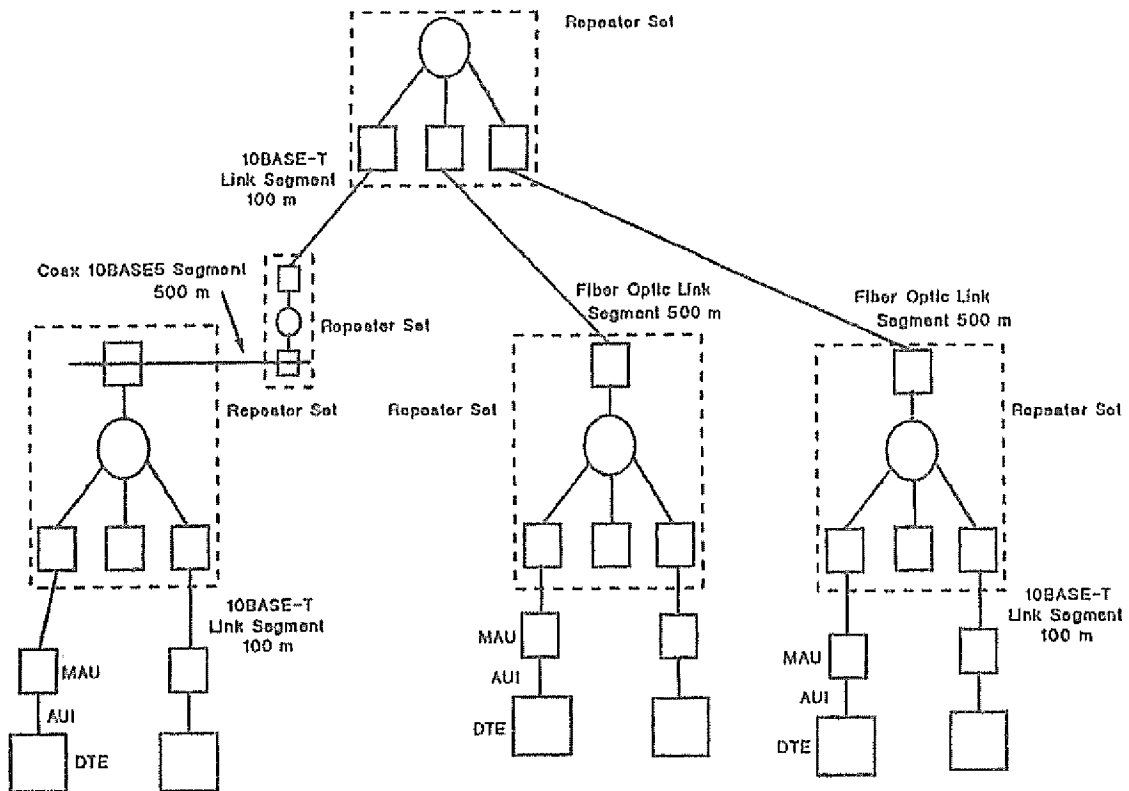 Repeater Set
10BASE-T
Link Segment
100 m
Coax 10BASE5 Segment
500 m
Repeater Set
Fiber Optic Link
Segment 500 m
Fiber Optic Link
Segment 500 m
Repeater Set
Repeater Set
Repeater Set
10BASE-T
Link Segment
100 m
MAU
AUI
DTE
MAU
AUI
DTE
10BASE-T
Link Segment
100 m
MAU
AUI
DTE